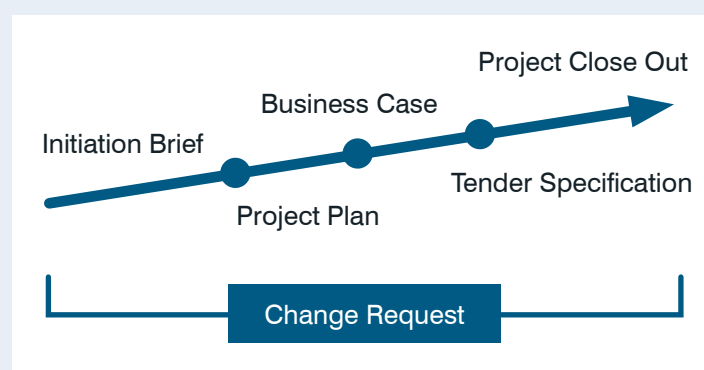 Project Close Out
Business Case
Initiation Brief
Tender Specification
Project Plan
Change Request